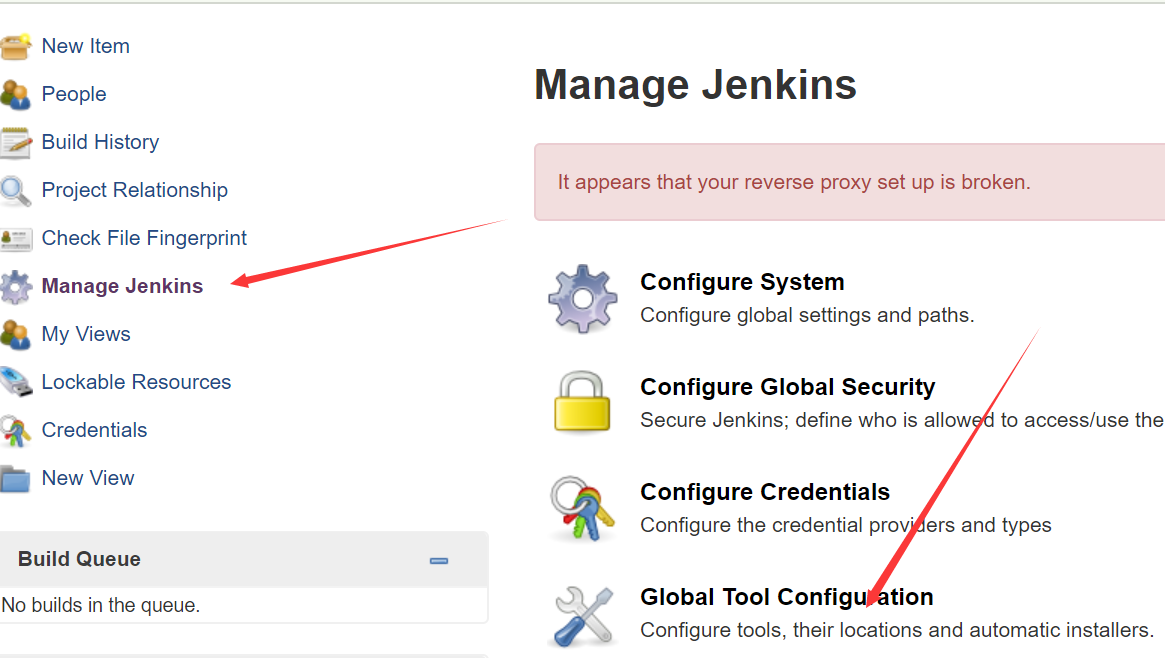 New Item
People
Build History
Project Relationship
Check File Fingerprint
Manage Jenkins
My Views
Lockable Resources
Credentials
New View
Build Queue
No builds in the queue.
Manage Jenkins
It appears that your reverse proxy set up is broken.
Configure System
Configure global settings and paths.
Configure Global Security
Secure Jenkins; define who is allowed to access/use the
Configure Credentials
Configure the credential providers and types
Global Tool Configuration
Configure tools, their locations and automatic installers.